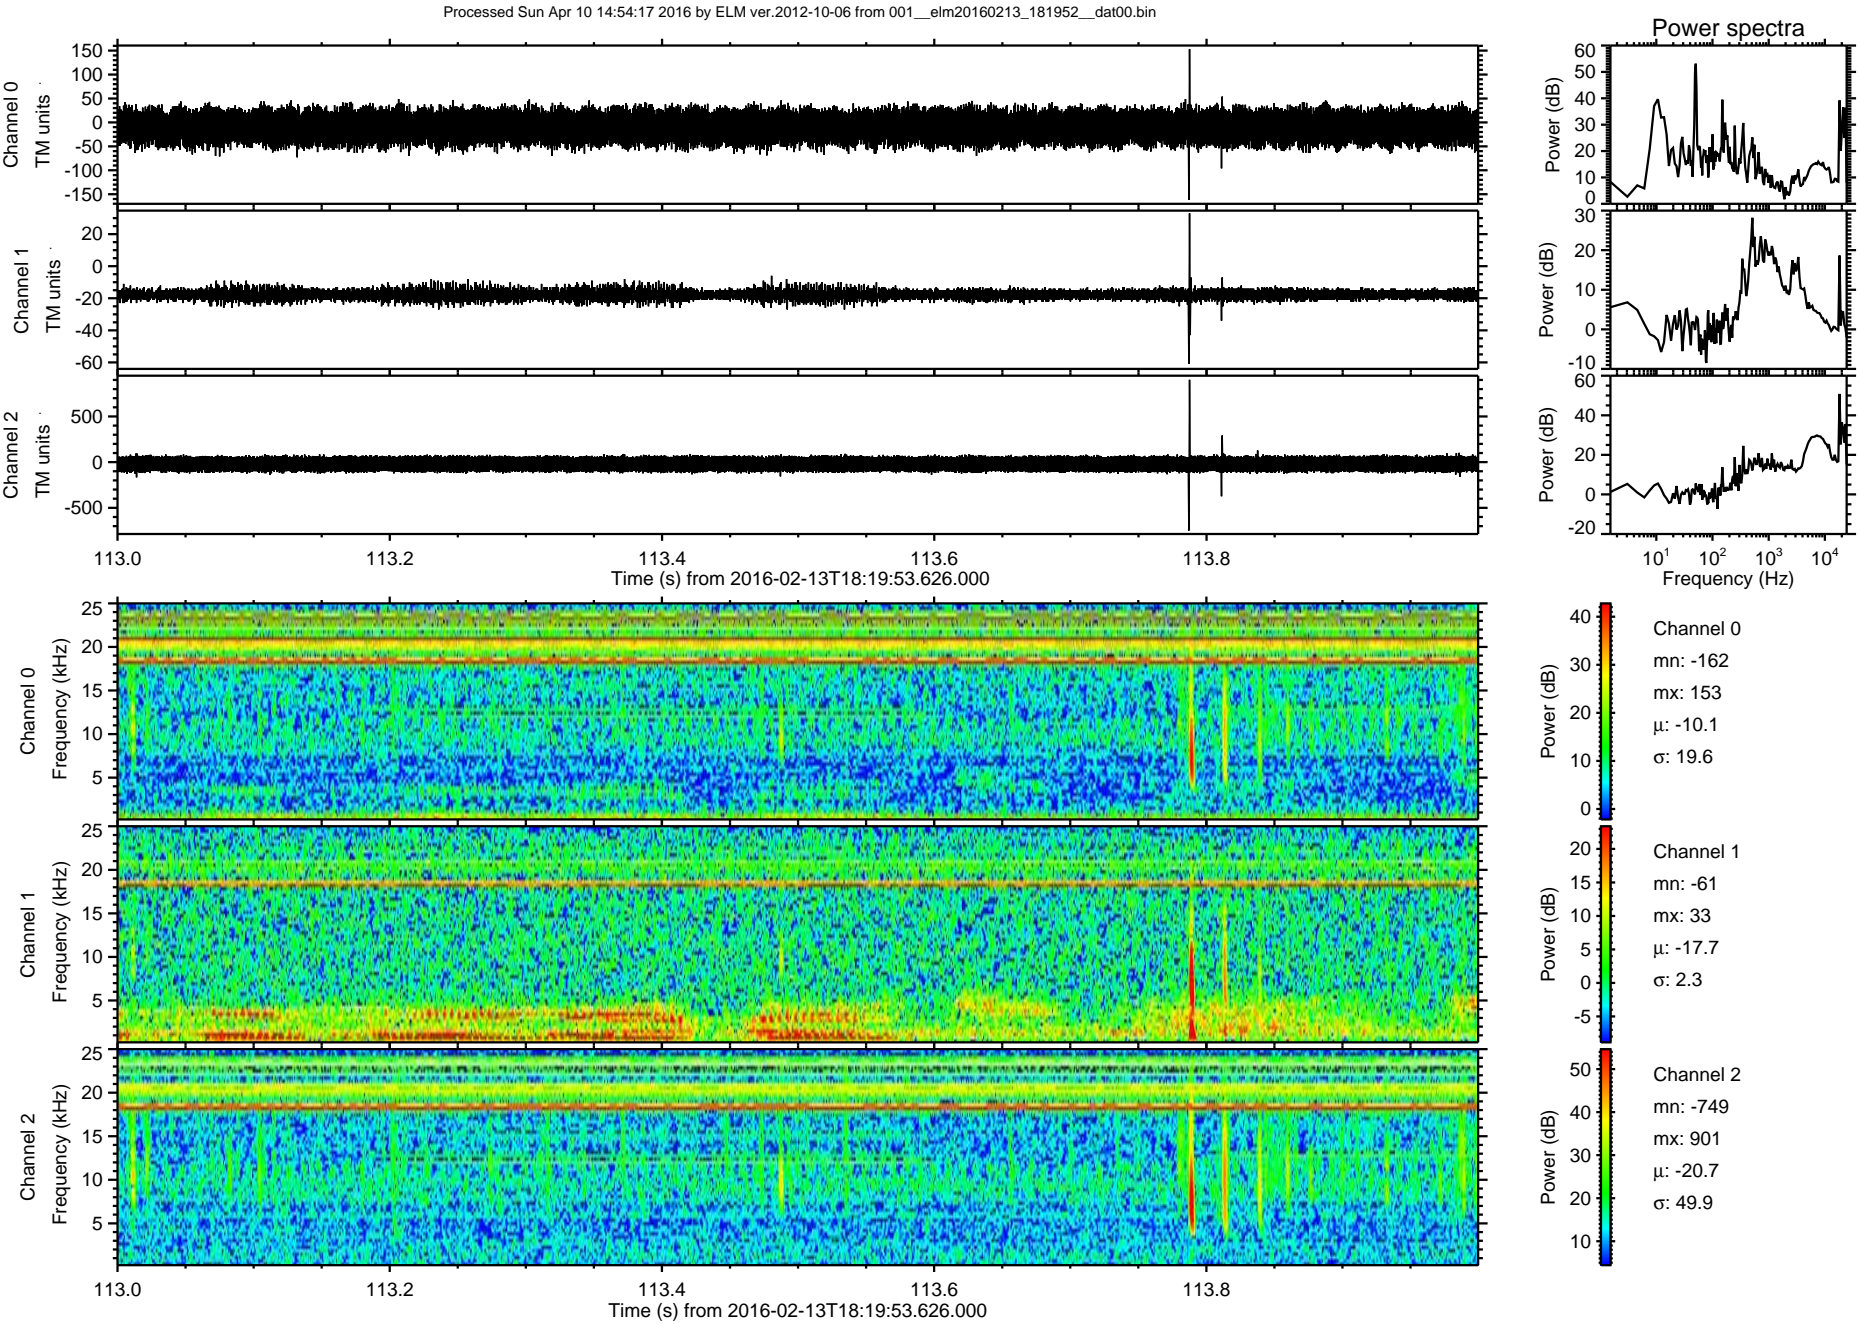 Processed Sun Apr 10 14:54:17 2016 by ELM ver.2012-10-06 from 001__elm20160213_181952__dat00.bin
Power spectra
Channel 0
TM units
150
100
50
0
-50
-100
-150
Power (dB)
60
50
40
30
20
10
0
Channel 1
TM units
20
0
-20
-40
-60
Power (dB)
30
20
10
0
-10
Channel 2
TM units
500
0
-500
Power (dB)
60
40
20
0
-20
113.0 113.2 113.4 113.6 113.8
Time (s) from 2016-02-13T18:19:53.626.000
10¹ 10² 10³ 10⁴
Frequency (Hz)
Channel 0
Frequency (kHz)
25
20
15
10
5
Power (dB)
40
30
20
10
0
Channel 0
mn: -162
mx: 153
μ: -10.1
σ: 19.6
Channel 1
Frequency (kHz)
25
20
15
10
5
Power (dB)
20
15
10
5
0
-5
Channel 1
mn: -61
mx: 33
μ: -17.7
σ: 2.3
Channel 2
Frequency (kHz)
25
20
15
10
5
Power (dB)
50
40
30
20
10
Channel 2
mn: -749
mx: 901
μ: -20.7
σ: 49.9
113.0 113.2 113.4 113.6 113.8
Time (s) from 2016-02-13T18:19:53.626.000